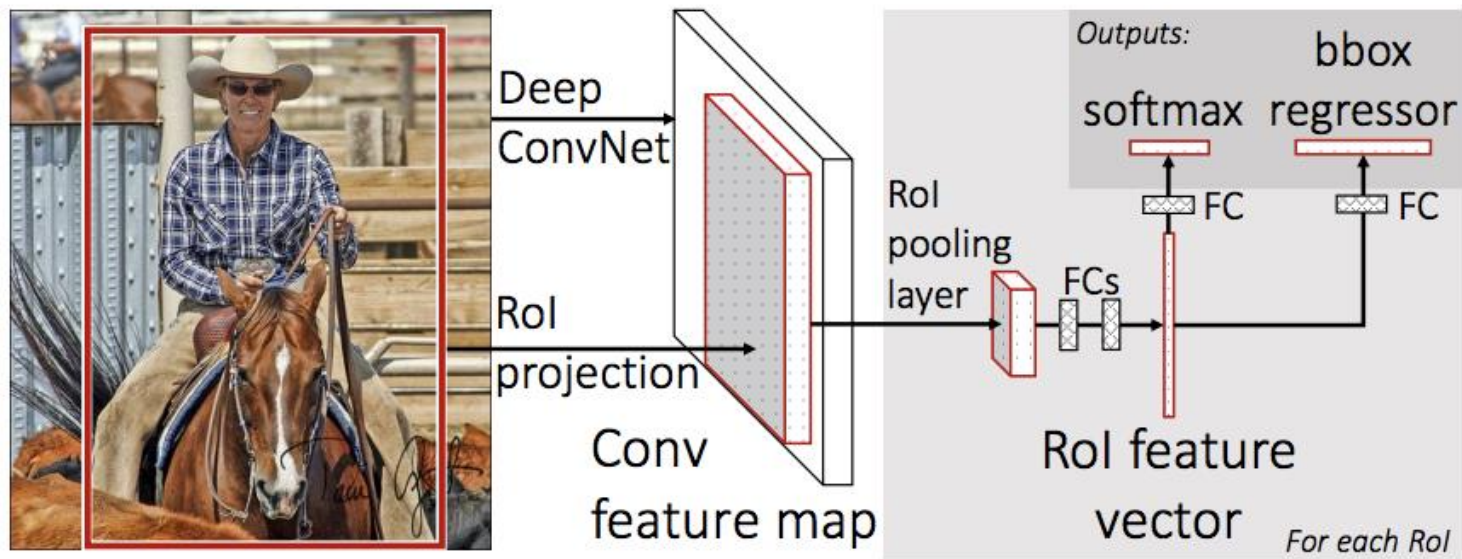 Deep
ConvNet
RoI
projection
Conv
feature map
RoI
pooling
layer
FCs
RoI feature
vector
For each RoI
Outputs:
softmax
bbox
regressor
FC
FC